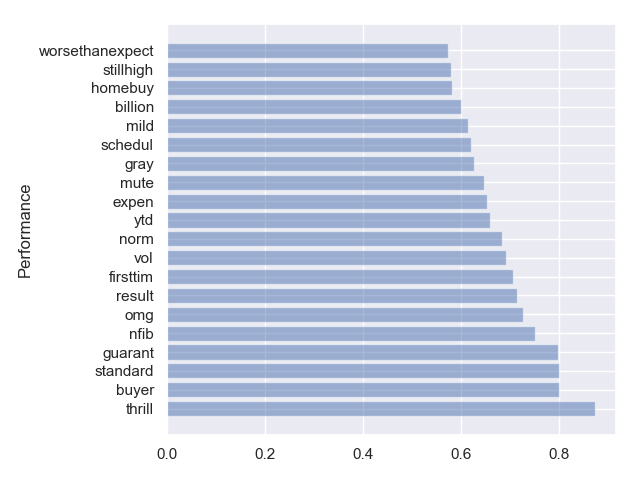 worsethanexpect
stillhigh
homebuy
billion
mild
schedul
gray
mute
expen
ytd
norm
vol
firsttim
result
omg
nfib
guarant
standard
buyer
thrill
Performance
0.0 0.2 0.4 0.6 0.8